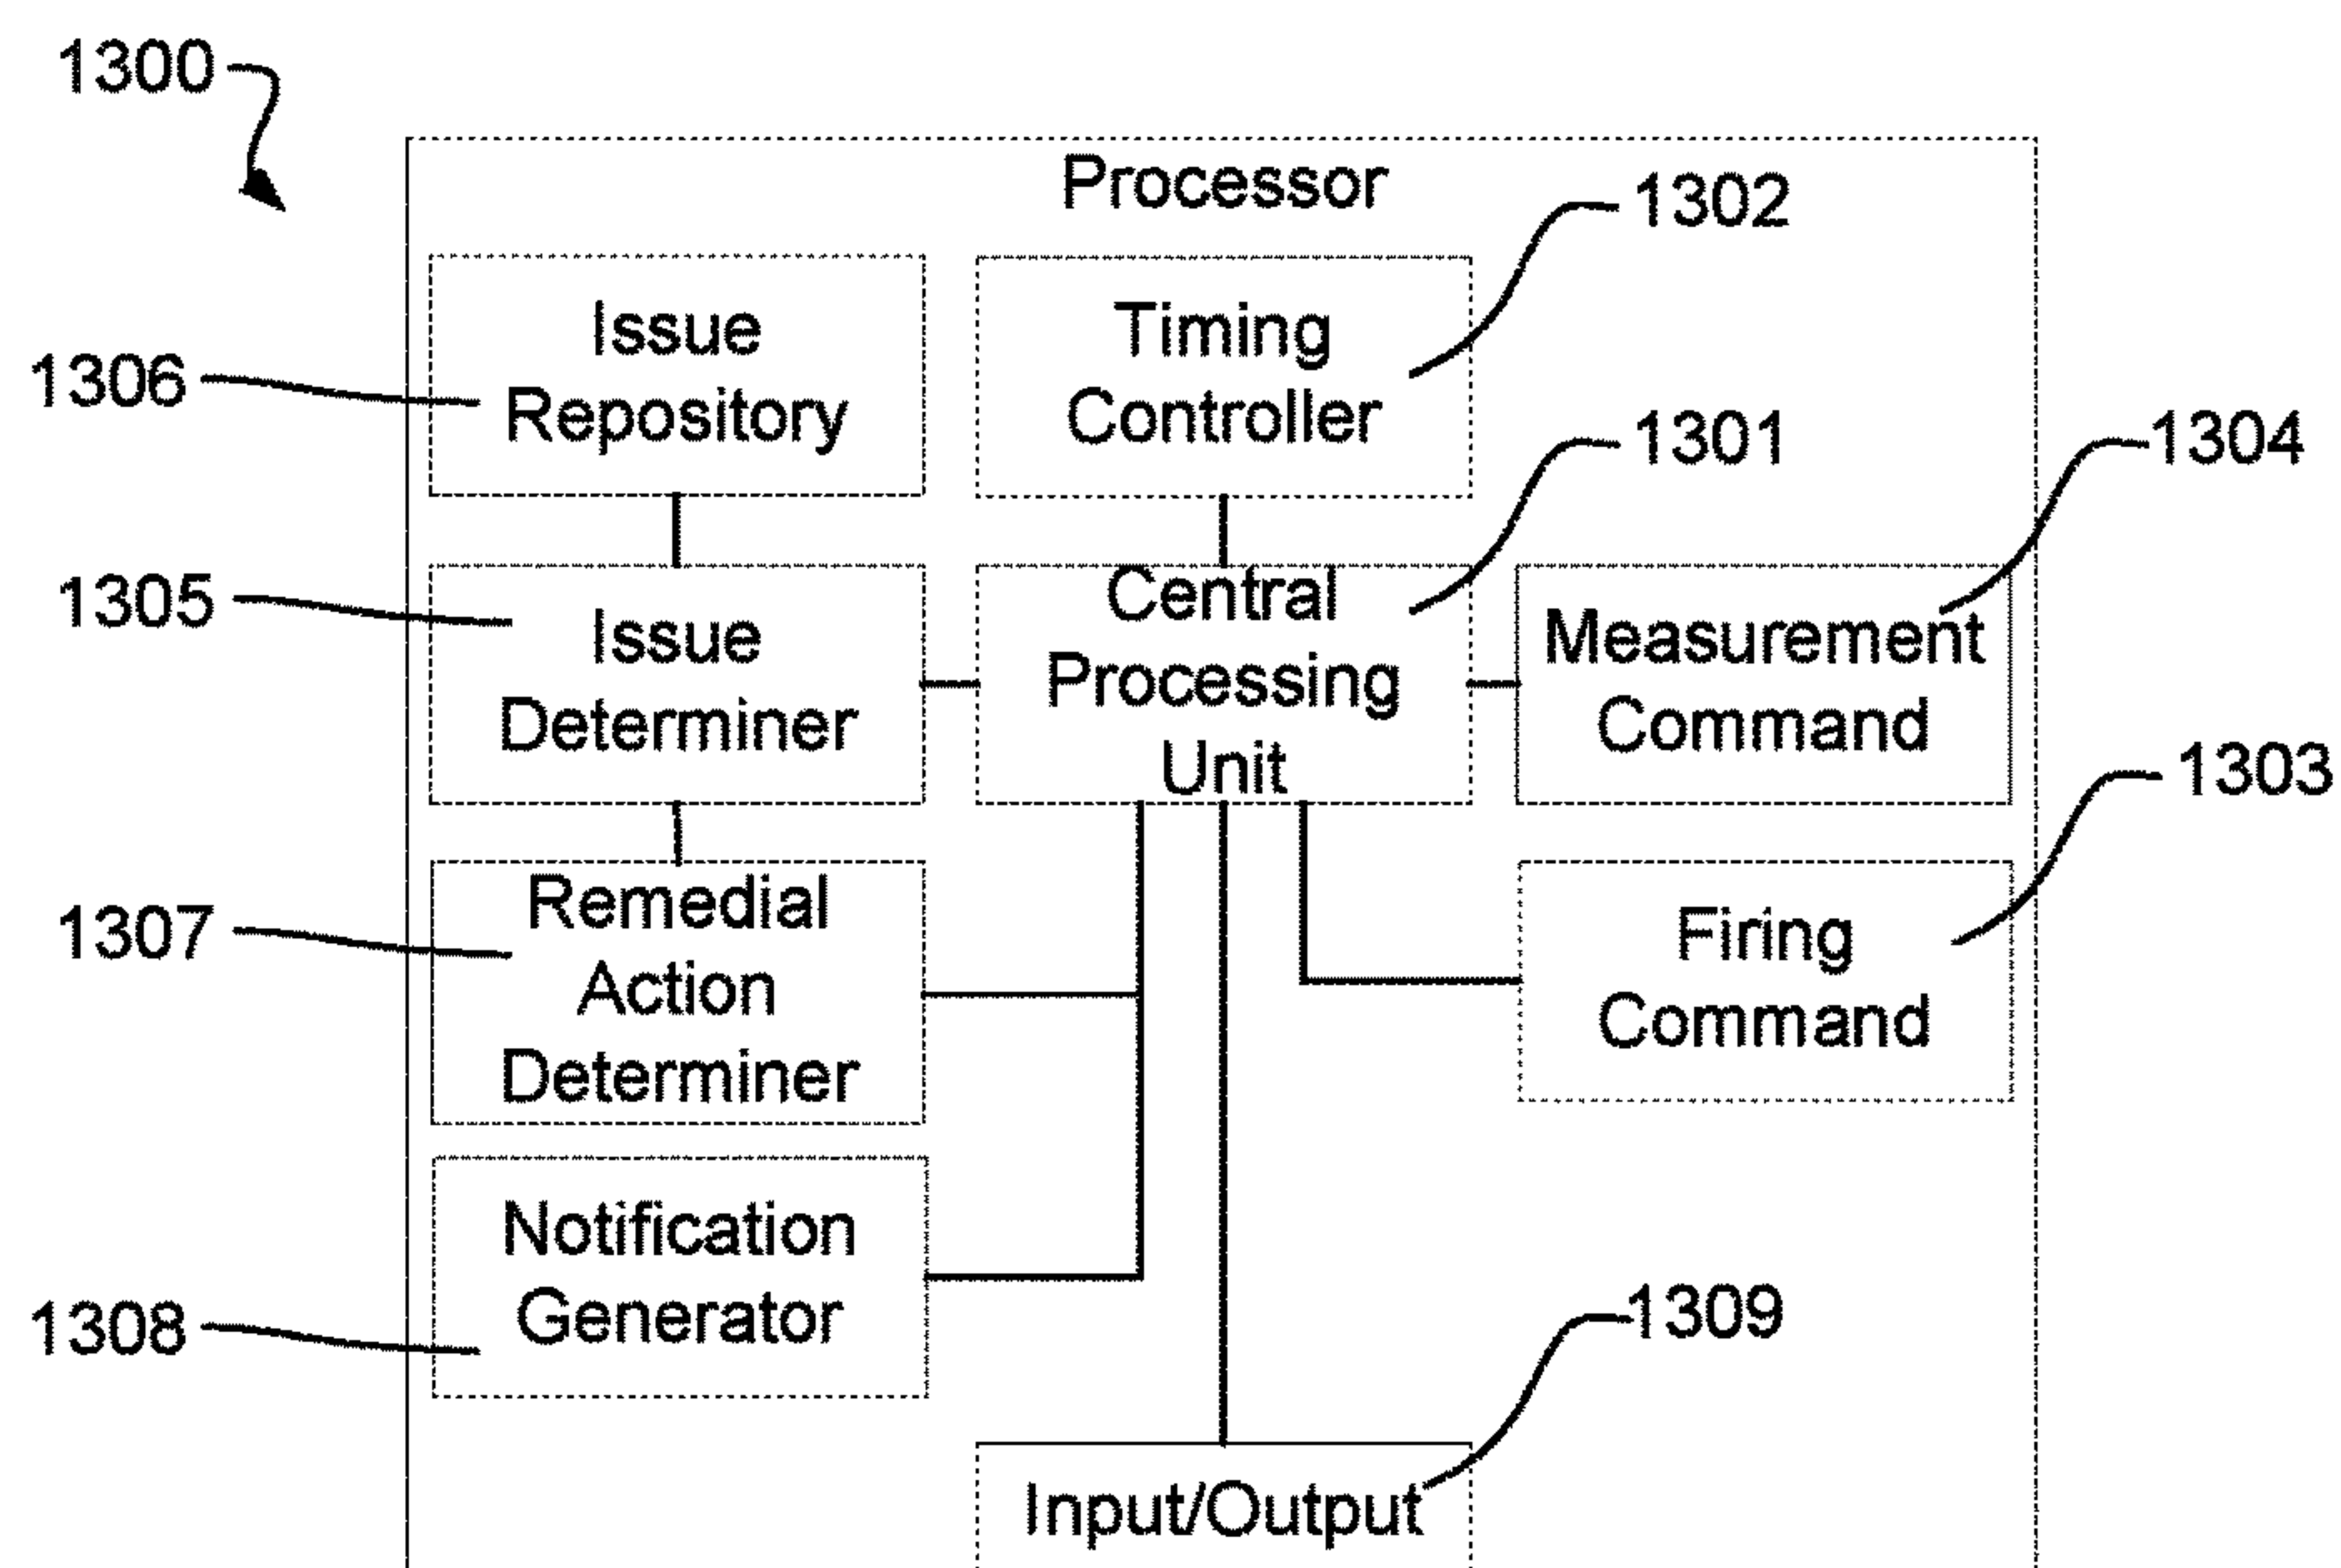 1300
Processor
1302
Issue
Repository
Timing
Controller
1306
1301
1304
1305
Issue
Determiner
Central
Processing
Unit
Measurement
Command
1303
1307
Remedial
Action
Determiner
Firing
Command
Notification
Generator
1308
1309
Input/Output